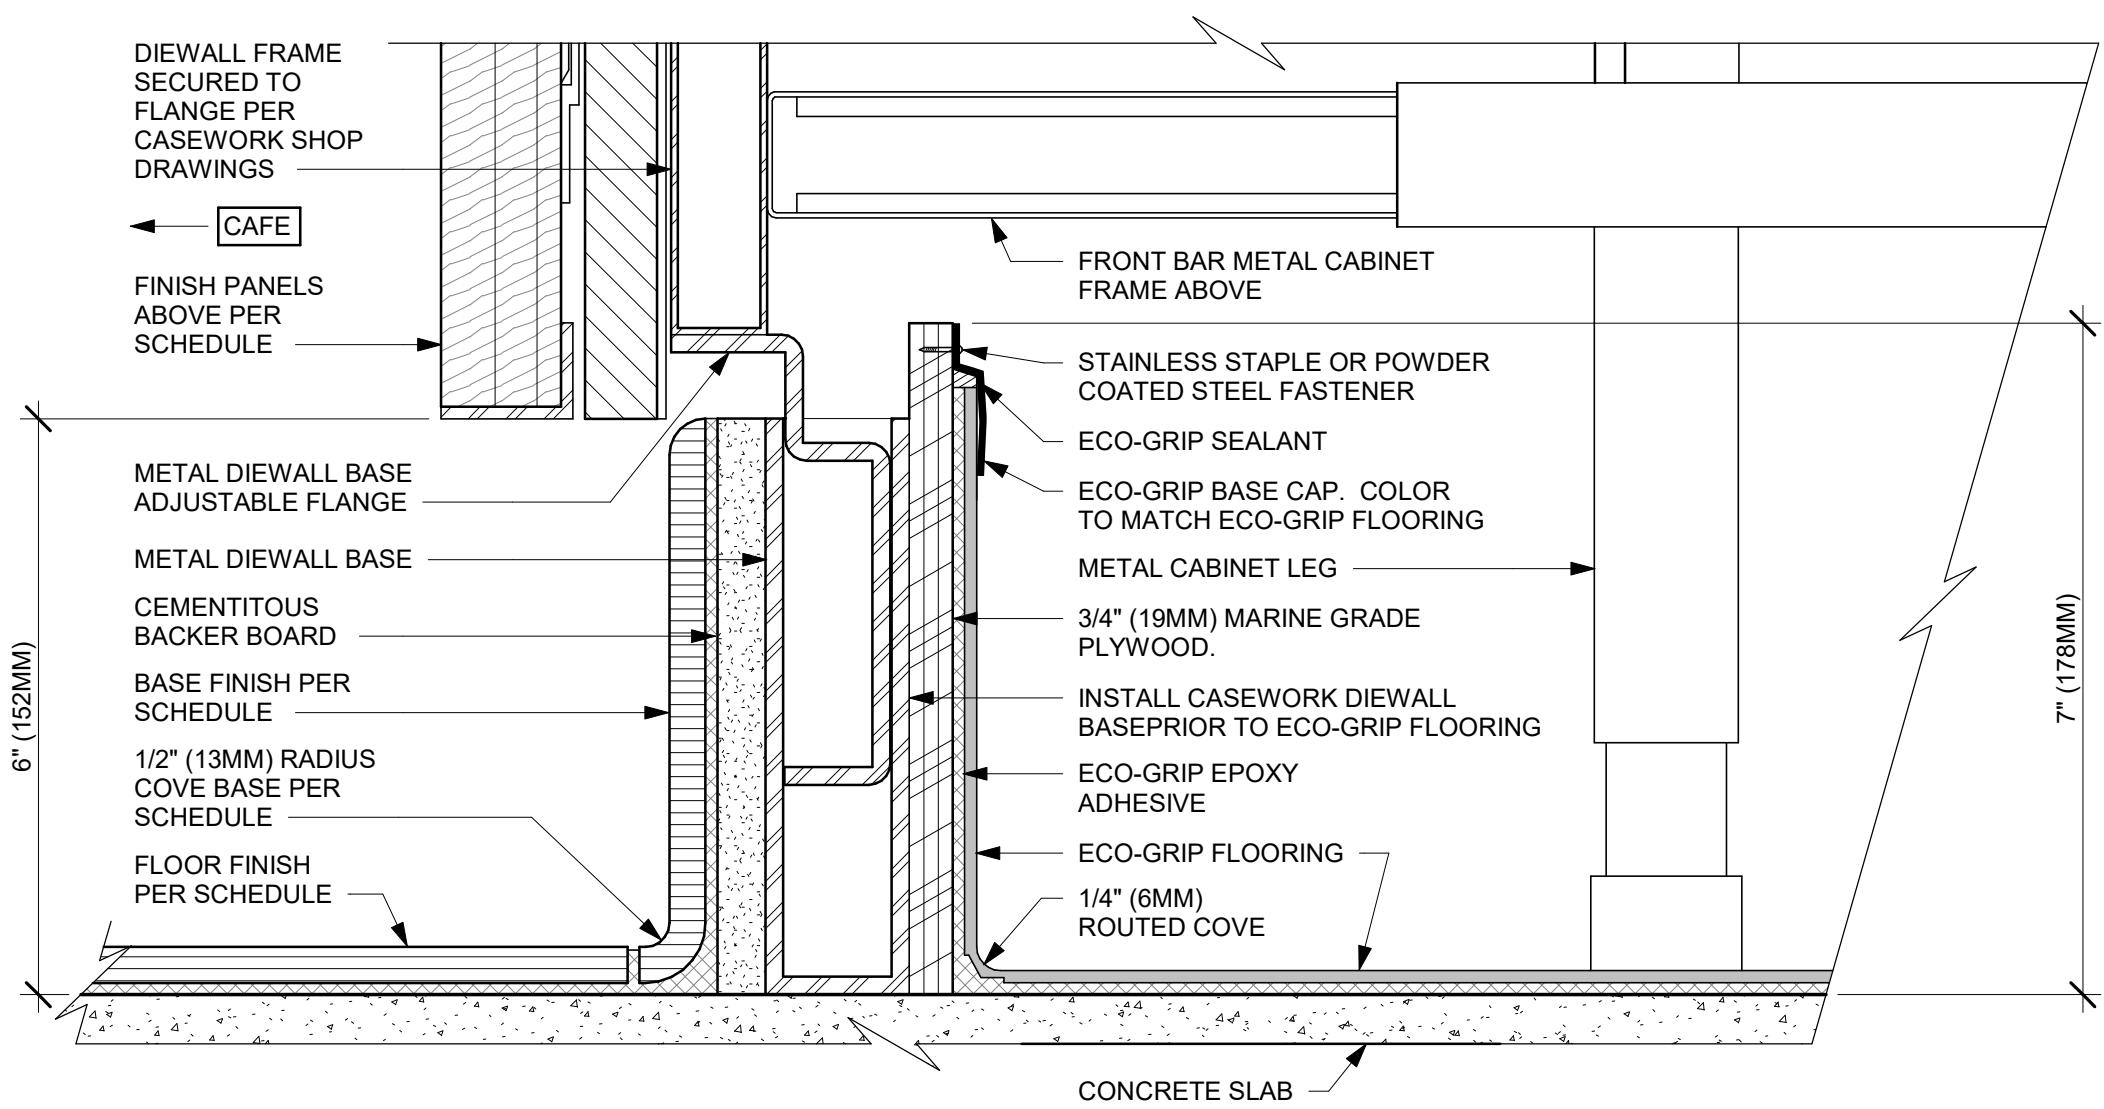 DIEWALL FRAME
SECURED TO
FLANGE PER
CASEWORK SHOP
DRAWINGS
CAFE
FINISH PANELS
ABOVE PER
SCHEDULE
METAL DIEWALL BASE
ADJUSTABLE FLANGE
METAL DIEWALL BASE
CEMENTITOUS
BACKER BOARD
BASE FINISH PER
SCHEDULE
1/2" (13MM) RADIUS
COVE BASE PER
SCHEDULE
FLOOR FINISH
PER SCHEDULE
6" (152MM)
FRONT BAR METAL CABINET
FRAME ABOVE
STAINLESS STAPLE OR POWDER
COATED STEEL FASTENER
ECO-GRIP SEALANT
ECO-GRIP BASE CAP.  COLOR
TO MATCH ECO-GRIP FLOORING
METAL CABINET LEG
3/4" (19MM) MARINE GRADE
PLYWOOD.
INSTALL CASEWORK DIEWALL
BASEPRIOR TO ECO-GRIP FLOORING
ECO-GRIP EPOXY
ADHESIVE
ECO-GRIP FLOORING
1/4" (6MM)
ROUTED COVE
CONCRETE SLAB
7" (178MM)